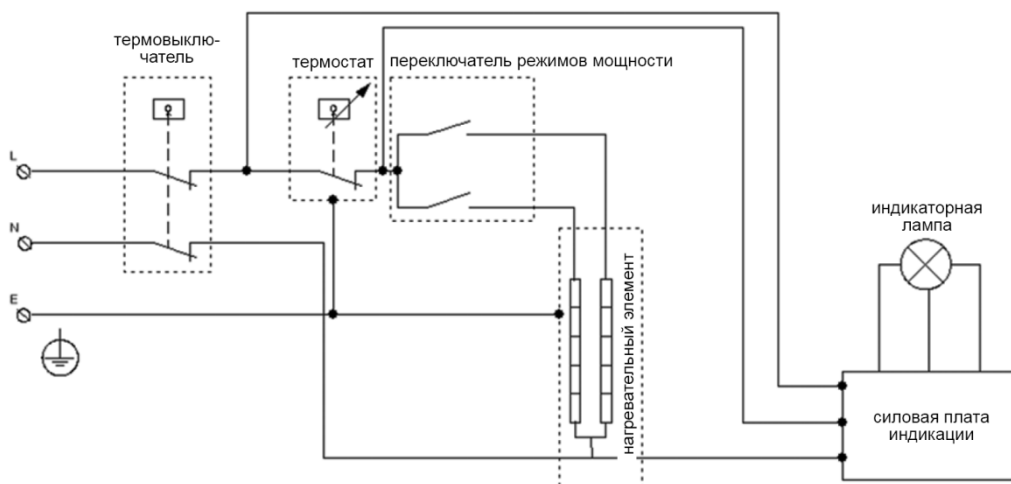 термовыклю-
чатель
термостат
переключатель режимов мощности
L
N
E
нагревательный элемент
индикаторная
лампа
силовая плата
индикации